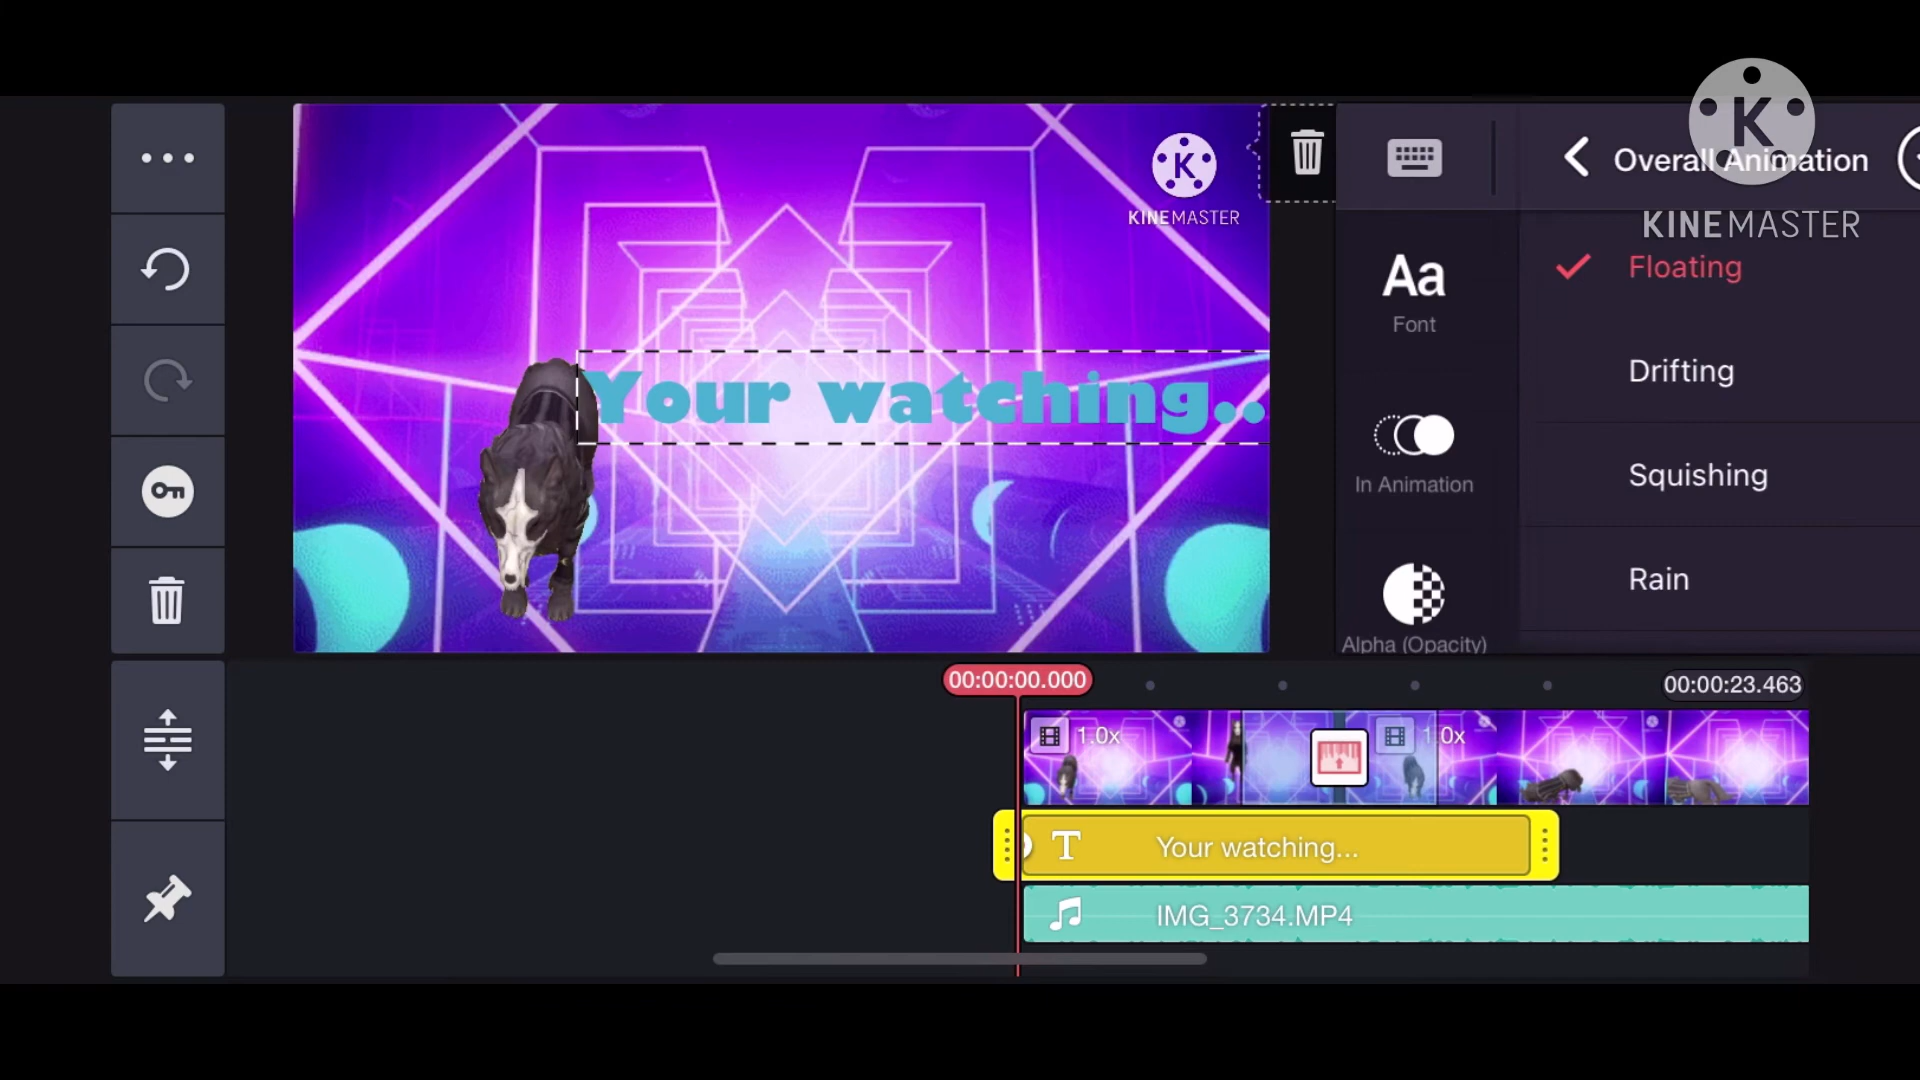 KINEMASTER
Your watching..
Overall Animation
KINEMASTER
Aa
Font
Floating
Drifting
In Animation
Squishing
Rain
Alpha (Opacity)
00:00:00.000
00:00:23.463
1.0x
1.0x
T
Your watching...
IMG_3734.MP4